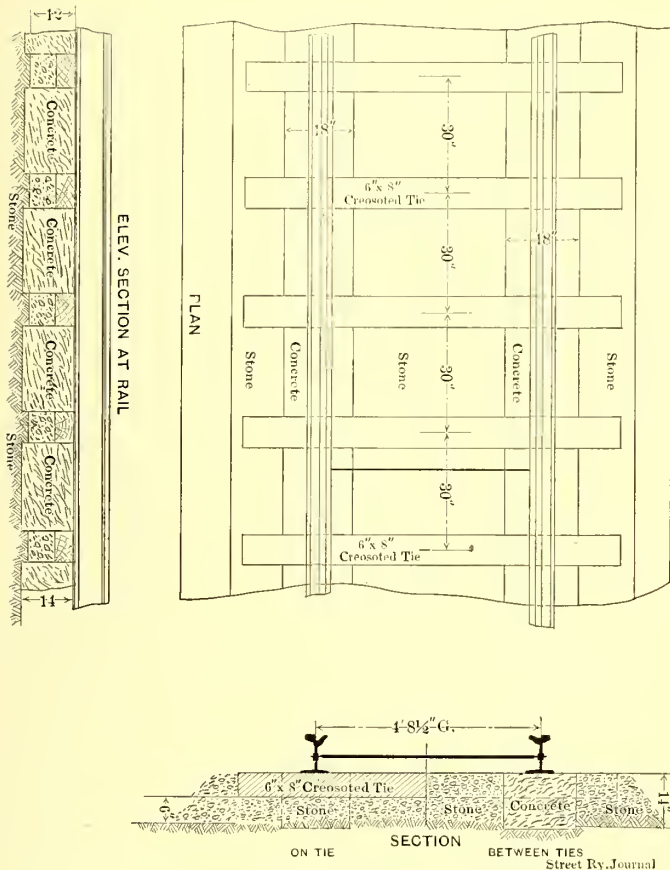 12"
Concrete
Concrete
Concrete
Concrete
Stone
Stone
14"
ELEV. SECTION AT RAIL
PLAN
18"
30"
6"x 8"
Creosoted Tie
30"
18"
30"
Stone
Concrete
Stone
Concrete
Stone
30"
6"x 8"
Creosoted Tie
4'8½"G.
6"x 8" Creosoted Tie
6"
Stone
Stone
Concrete
Stone
14"
SECTION
ON TIE
BETWEEN TIES
Street Ry. Journal